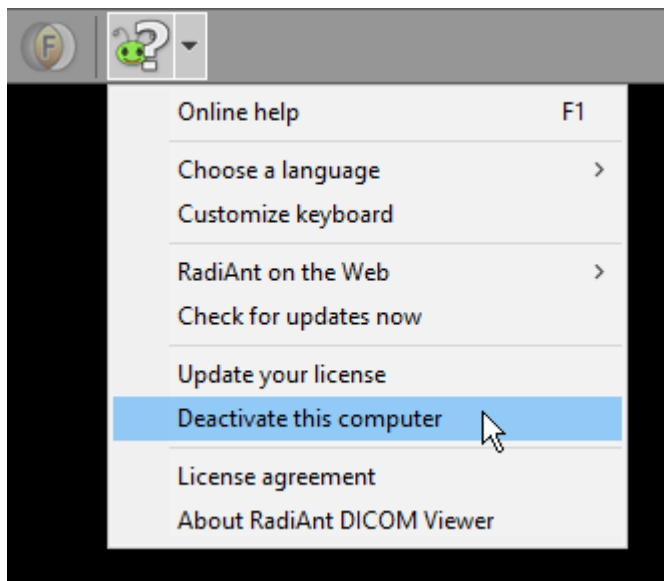 F
?
Online help F1
Choose a language >
Customize keyboard
RadiAnt on the Web >
Check for updates now
Update your license
Deactivate this computer
License agreement
About RadiAnt DICOM Viewer